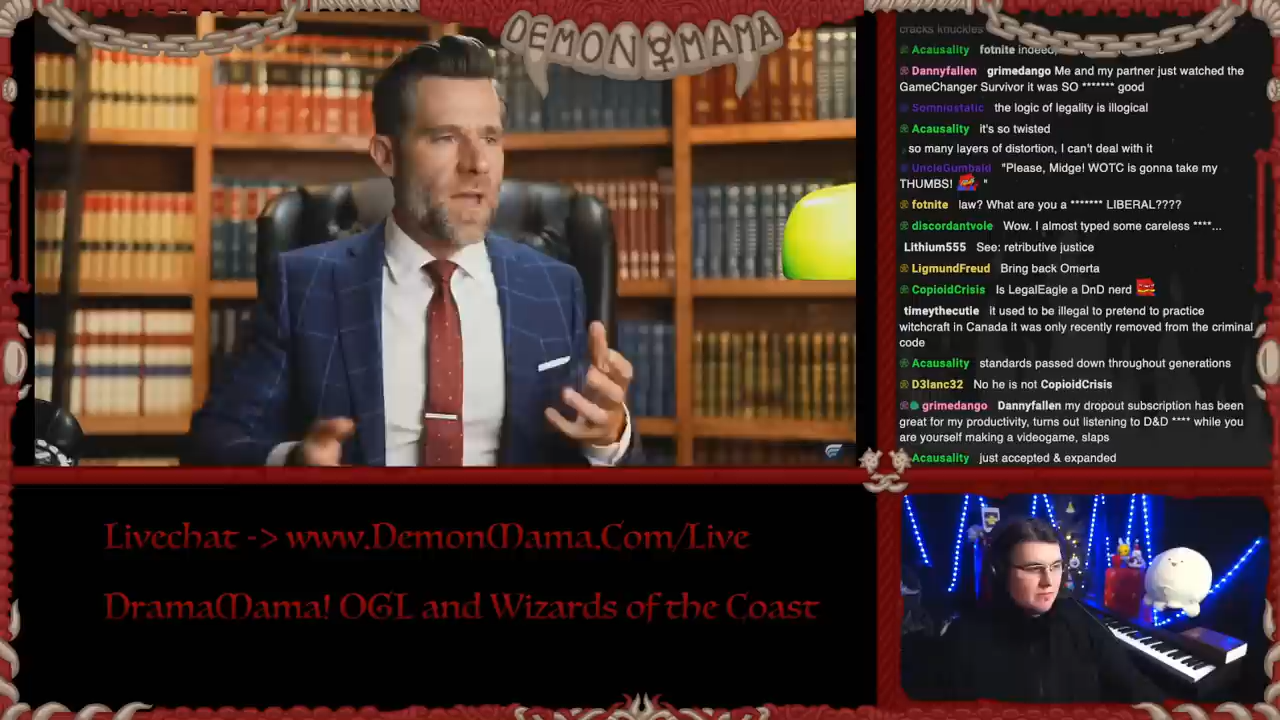 DEMON MAMA
cracks knuckles
Acausality fotnite indeed,
Dannyfallen grimedango Me and my partner just watched the
GameChanger Survivor it was SO ******* good
Somniostatic the logic of legality is illogical
Acausality it's so twisted
so many layers of distortion, I can't deal with it
UncleGumbald "Please, Midge! WOTC is gonna take my
THUMBS! "
fotnite law? What are you a ******* LIBERAL????
discordantvole Wow. I almost typed some careless ****...
Lithium555 See: retributive justice
LigmundFreud Bring back Omerta
CopioidCrisis Is LegalEagle a DnD nerd
timeythecutie it used to be illegal to pretend to practice
witchcraft in Canada it was only recently removed from the criminal
code
Acausality standards passed down throughout generations
D3lanc32 No he is not CopioidCrisis
grimedango Dannyfallen my dropout subscription has been
great for my productivity, turns out listening to D&D **** while you
are yourself making a videogame, slaps
Acausality just accepted & expanded
Livechat -> www.DemonMama.Com/Live
DramaMama! OGL and Wizards of the Coast